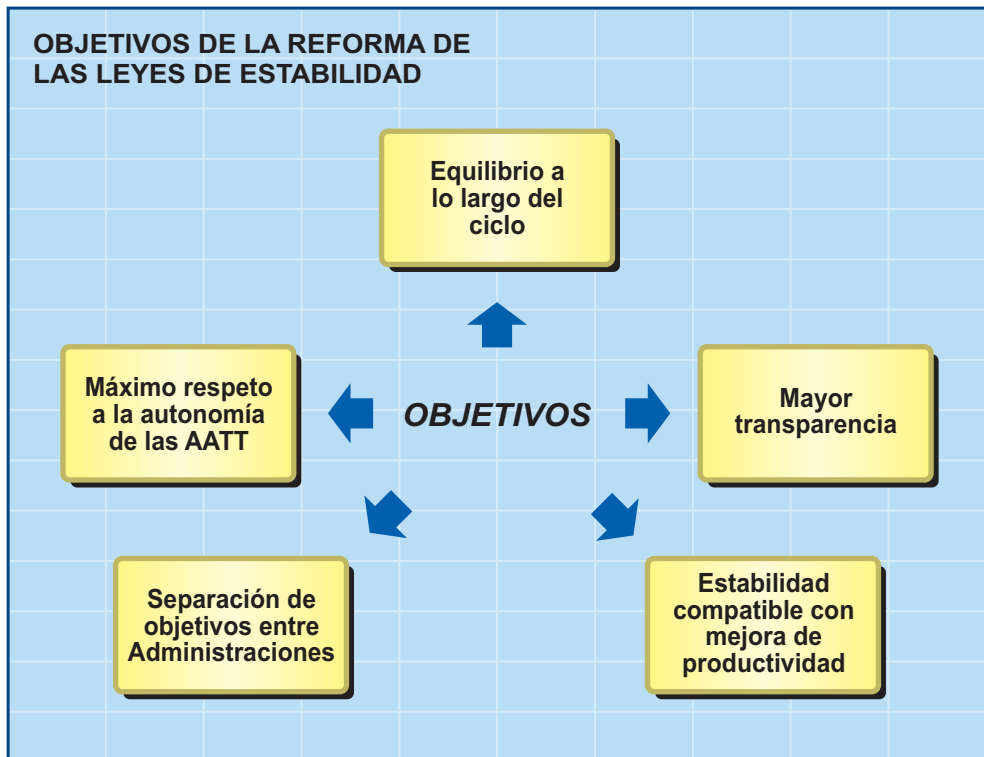 OBJETIVOS DE LA REFORMA DE
LAS LEYES DE ESTABILIDAD
Equilibrio a
lo largo del
ciclo
Máximo respeto
a la autonomía
de las AATT
OBJETIVOS
Mayor
transparencia
Separación de
objetivos entre
Administraciones
Estabilidad
compatible con
mejora de
productividad